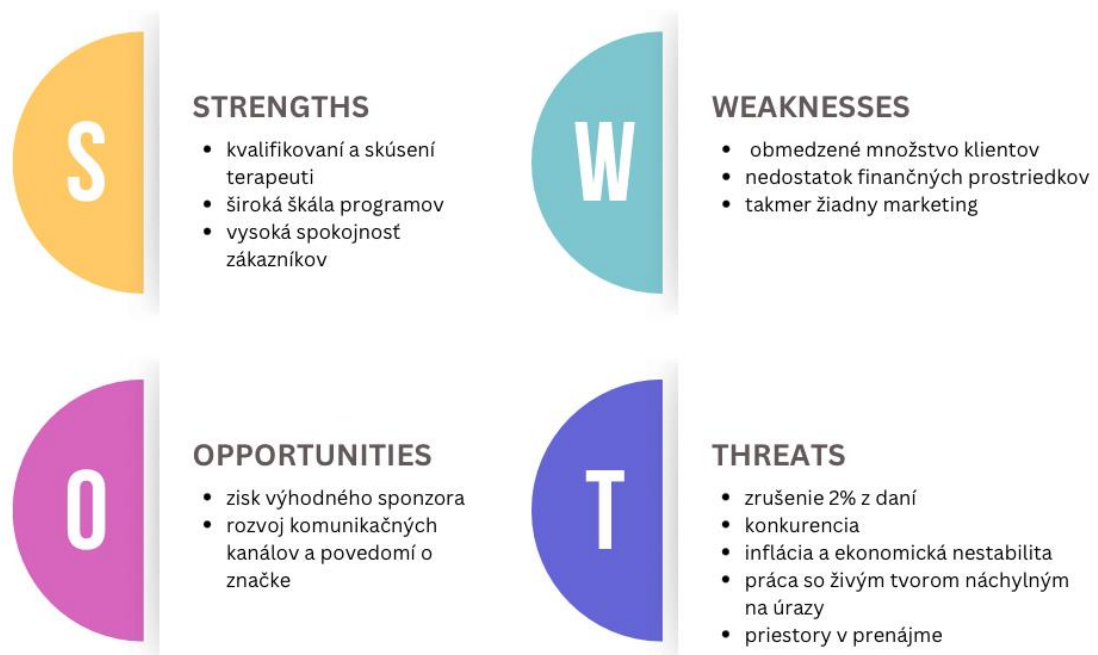 S
STRENGTHS
• kvalifikovaní a skúsení
terapeuti
• široká škála programov
• vysoká spokojnosť
zákazníkov
W
WEAKNESSES
• obmedzené množstvo klientov
• nedostatok finančných prostriedkov
• takmer žiadny marketing
O
OPPORTUNITIES
• zisk výhodného sponzora
• rozvoj komunikačných
kanálov a povedomí o
značke
T
THREATS
• zrušenie 2% z daní
• konkurencia
• inflácia a ekonomická nestabilita
• práca so živým tvorom náchylným
na úrazy
• priestory v prenájme